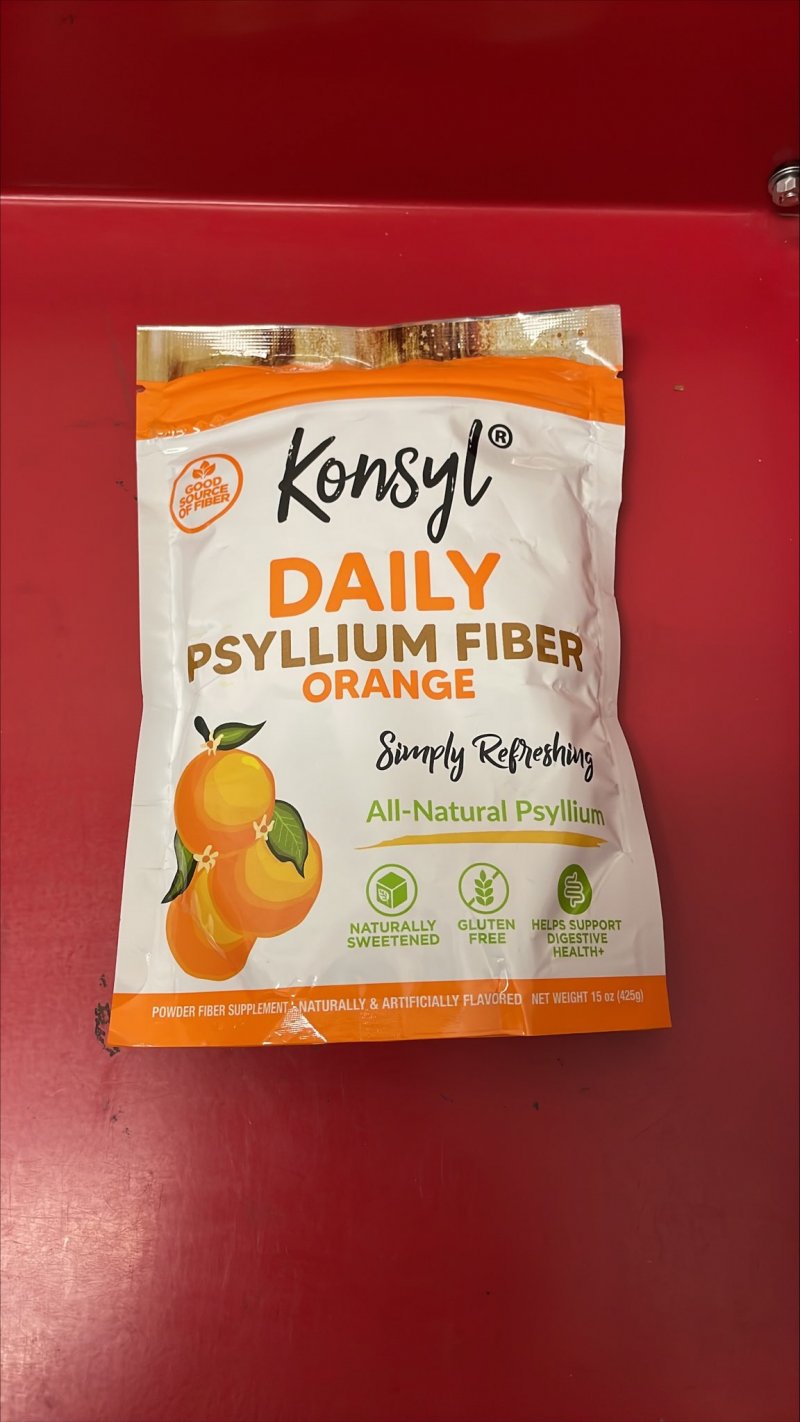 Konsyl®
GOOD
SOURCE
OF FIBER
DAILY
PSYLLIUM FIBER
ORANGE
Simply Refreshing
All-Natural Psyllium
NATURALLY
SWEETENED
GLUTEN
FREE
HELPS SUPPORT
DIGESTIVE
HEALTH+
POWDER FIBER SUPPLEMENT • NATURALLY & ARTIFICIALLY FLAVORED NET WEIGHT 15 oz (425g)